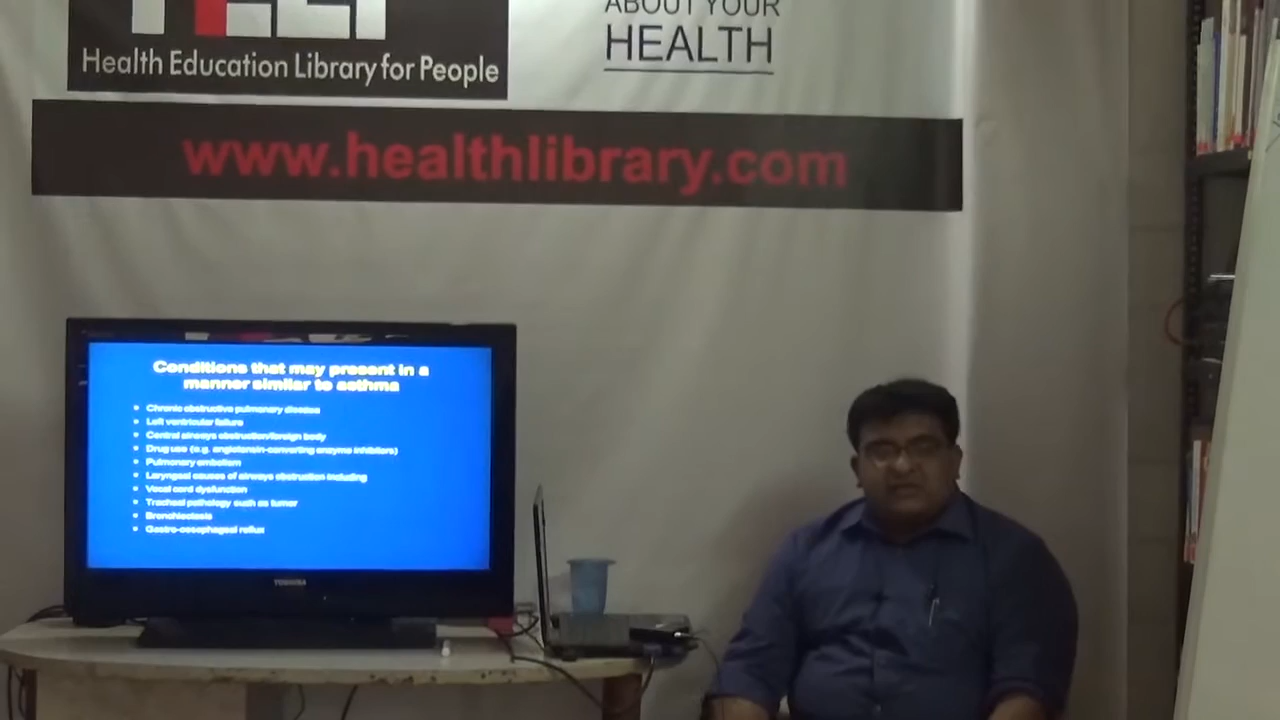 HELP
Health Education Library for People
ABOUT YOUR
HEALTH
www.healthlibrary.com
Conditions that may present in a
manner similar to asthma
Chronic obstructive pulmonary disease
Left ventricular failure
Central airways obstruction/foreign body
Drug use (e.g. angiotensin-converting enzyme inhibitors)
Pulmonary embolism
Laryngeal causes of airways obstruction including
Vocal cord dysfunction
Tracheal pathology such as tumor
Bronchiectasis
Gastro-oesophageal reflux
TOSHIBA